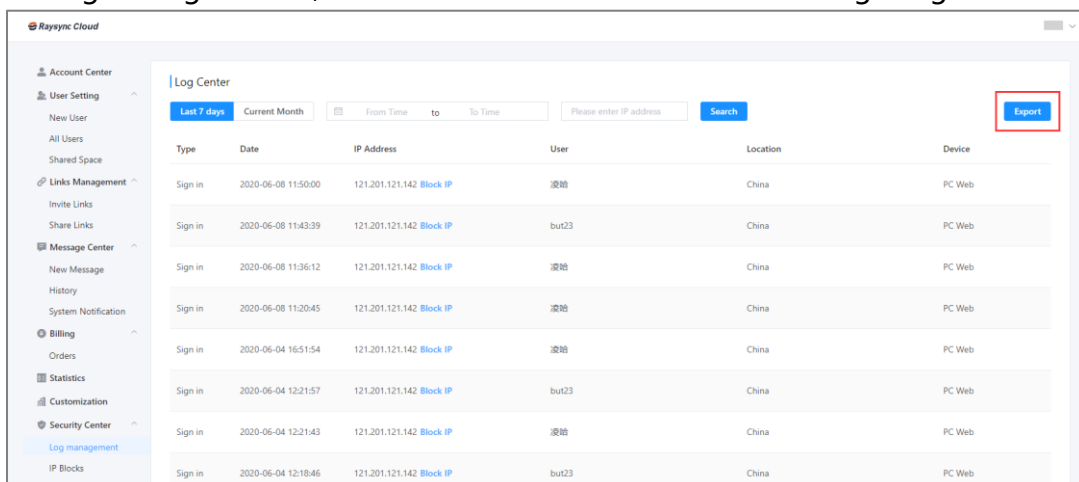 Raysync Cloud
Account Center
User Setting
New User
All Users
Shared Space
Links Management
Invite Links
Share Links
Message Center
New Message
History
System Notification
Billing
Orders
Statistics
Customization
Security Center
Log management
IP Blocks
Log Center
Last 7 days Current Month From Time to To Time Please enter IP address Search Export
Type Date IP Address User Location Device
Sign in 2020-06-08 11:50:00 121.201.121.142 Block IP 凌晗 China PC Web
Sign in 2020-06-08 11:43:39 121.201.121.142 Block IP but23 China PC Web
Sign in 2020-06-08 11:36:12 121.201.121.142 Block IP 凌晗 China PC Web
Sign in 2020-06-08 11:20:45 121.201.121.142 Block IP 凌晗 China PC Web
Sign in 2020-06-04 16:51:54 121.201.121.142 Block IP 凌晗 China PC Web
Sign in 2020-06-04 12:21:57 121.201.121.142 Block IP but23 China PC Web
Sign in 2020-06-04 12:21:43 121.201.121.142 Block IP 凌晗 China PC Web
Sign in 2020-06-04 12:18:46 121.201.121.142 Block IP but23 China PC Web